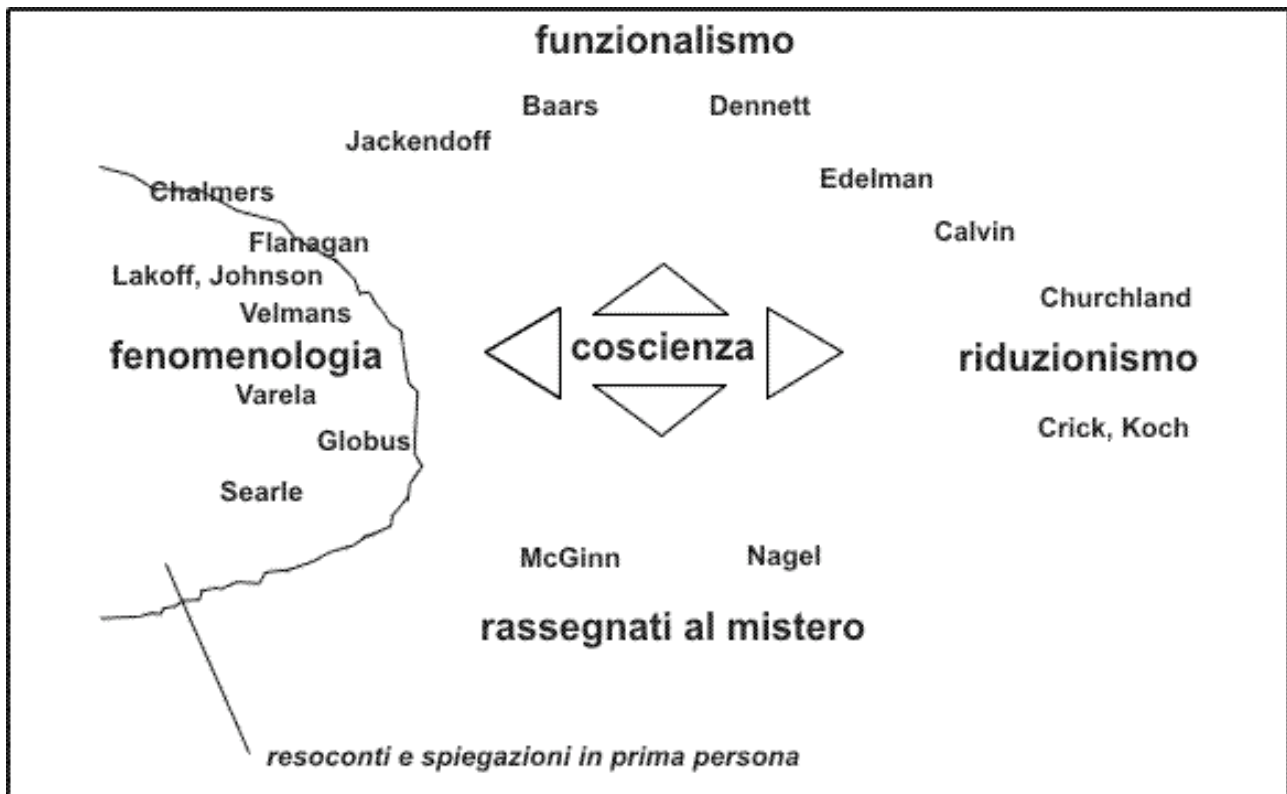 funzionalismo
Baars Dennett
Jackendoff
Edelman
Chalmers
Calvin
Flanagan
Lakoff, Johnson
Churchland
Velmans
coscienza
fenomenologia
riduzionismo
Varela
Crick, Koch
Globus
Searle
McGinn Nagel
rassegnati al mistero
resoconti e spiegazioni in prima persona